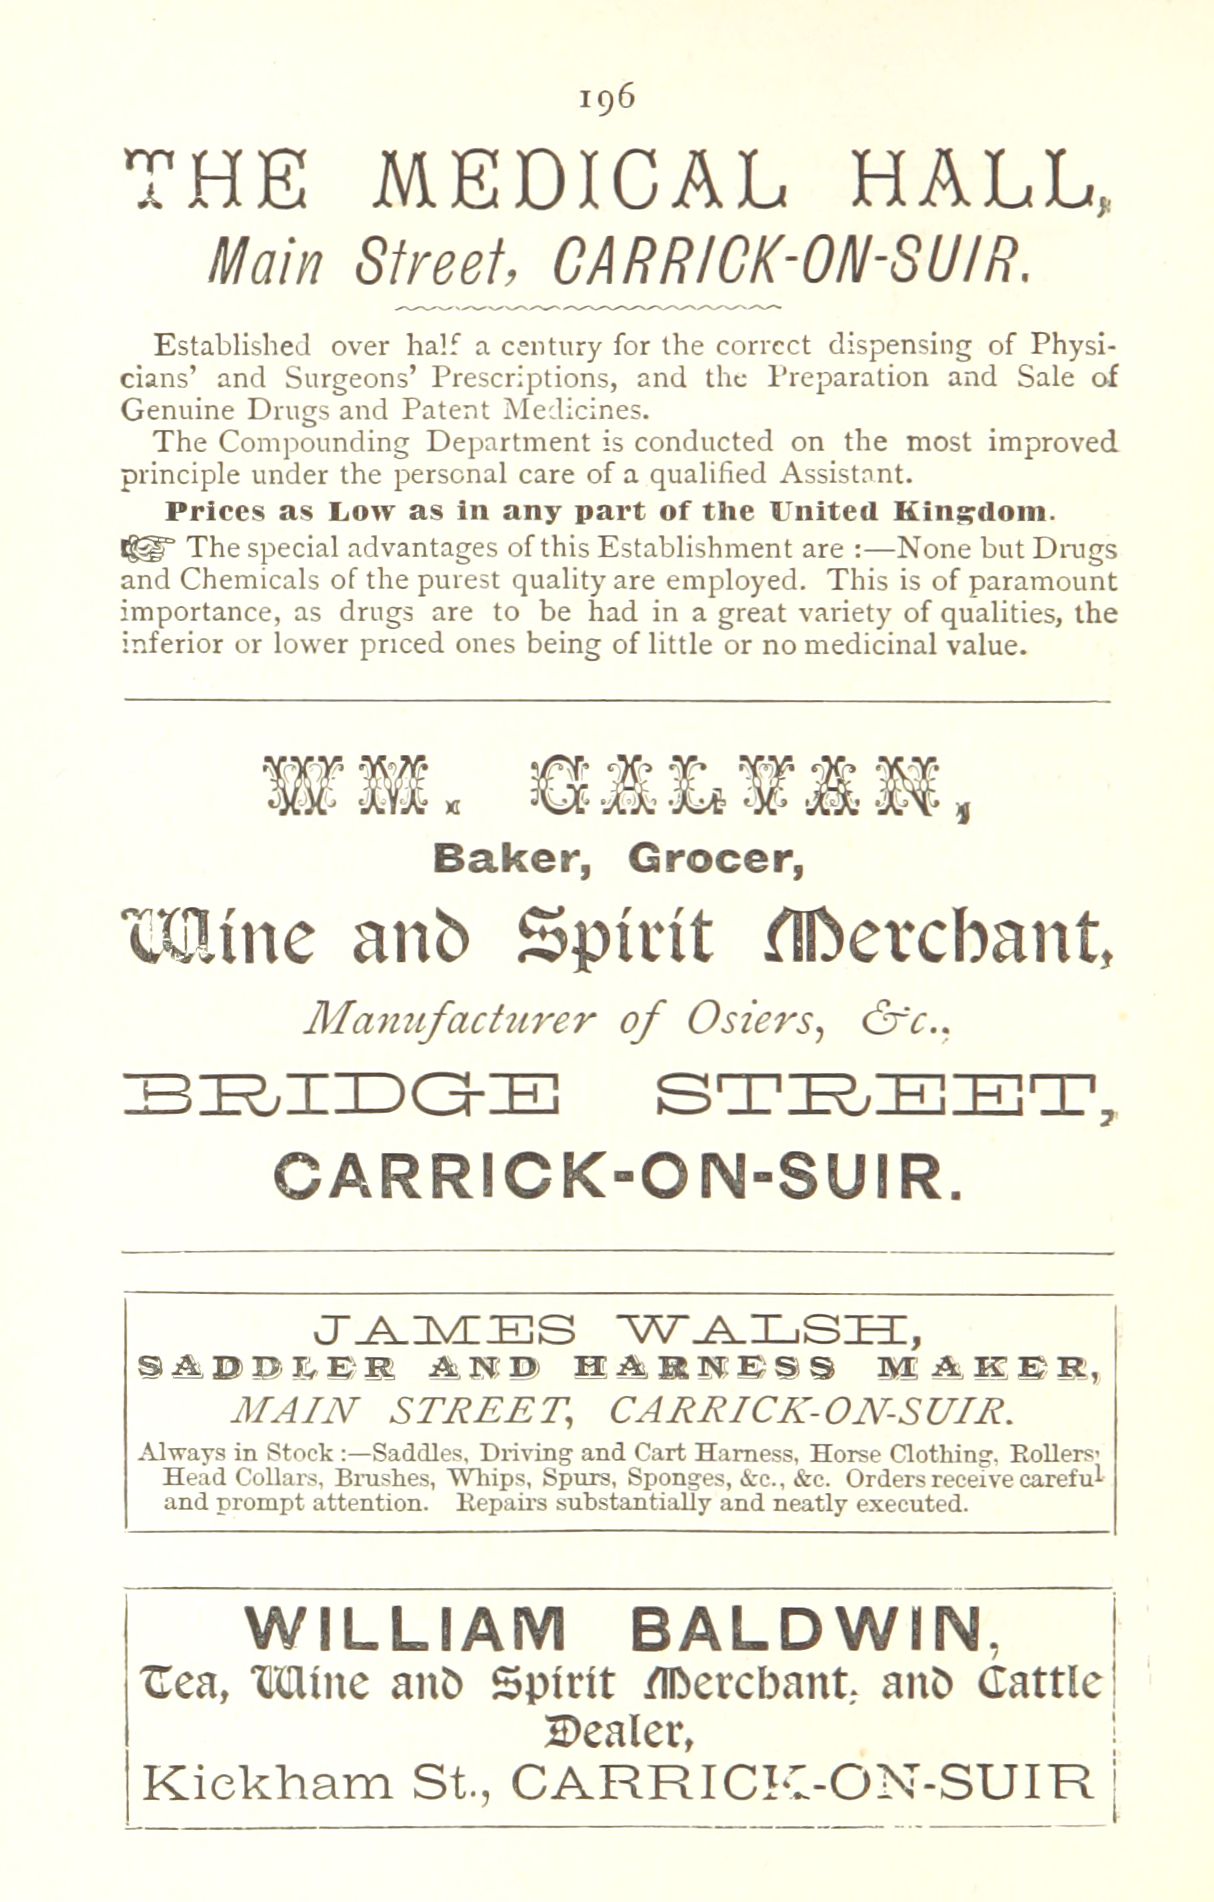 196
THE MEDICAL HALL,
Main Street, CARRICK-ON-SUIR.
Established over half a century for the correct dispensing of Physi-
cians' and Surgeons' Prescriptions, and the Preparation and Sale of
Genuine Drugs and Patent Medicines.
The Compounding Department is conducted on the most improved
principle under the personal care of a qualified Assistant.
Prices as Low as in any part of the United Kingdom.
☞ The special advantages of this Establishment are :—None but Drugs
and Chemicals of the purest quality are employed. This is of paramount
importance, as drugs are to be had in a great variety of qualities, the
inferior or lower priced ones being of little or no medicinal value.
WM. GALVAN,
Baker, Grocer,
Wine and Spirit Merchant,
Manufacturer of Osiers, &c.,
BRIDGE STREET,
CARRICK-ON-SUIR.
JAMES WALSH,
SADDLER AND HARNESS MAKER,
MAIN STREET, CARRICK-ON-SUIR.
Always in Stock :—Saddles, Driving and Cart Harness, Horse Clothing, Rollers,
Head Collars, Brushes, Whips, Spurs, Sponges, &c., &c. Orders receive careful
and prompt attention. Repairs substantially and neatly executed.
WILLIAM BALDWIN,
Tea, Wine and Spirit Merchant, and Cattle
Dealer,
Kickham St., CARRICK-ON-SUIR